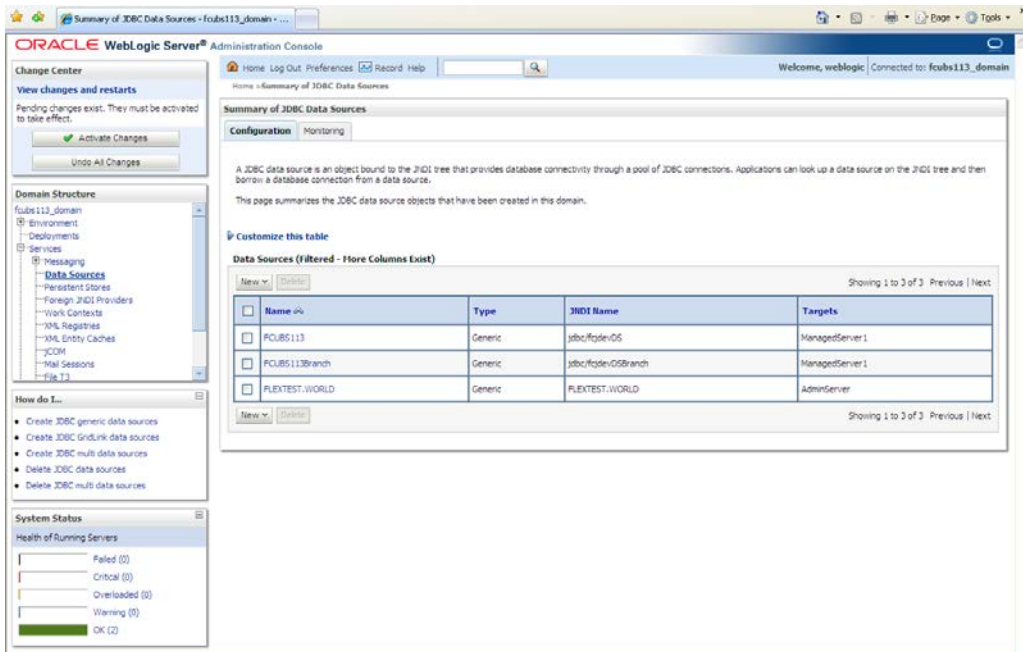 Summary of JDBC Data Sources - fcubs113_domain - ...
Page
Tools
ORACLE WebLogic Server® Administration Console
Change Center
View changes and restarts
Pending changes exist. They must be activated
to take effect.
Activate Changes
Undo All Changes
Domain Structure
fcubs113_domain
Environment
Deployments
Services
Messaging
Data Sources
Persistent Stores
Foreign JNDI Providers
Work Contexts
XML Registries
XML Entity Caches
jCOM
Mail Sessions
File T3
How do I...
Create JDBC generic data sources
Create JDBC GridLink data sources
Create JDBC multi data sources
Delete JDBC data sources
Delete JDBC multi data sources
System Status
Health of Running Servers
Failed (0)
Critical (0)
Overloaded (0)
Warning (0)
OK (2)
Home Log Out Preferences Record Help
Welcome, weblogic Connected to: fcubs113_domain
Home >Summary of JDBC Data Sources
Summary of JDBC Data Sources
Configuration Monitoring
A JDBC data source is an object bound to the JNDI tree that provides database connectivity through a pool of JDBC connections. Applications can look up a data source on the JNDI tree and then
borrow a database connection from a data source.
This page summarizes the JDBC data source objects that have been created in this domain.
Customize this table
Data Sources (Filtered - More Columns Exist)
New Delete Showing 1 to 3 of 3 Previous | Next
Name Type JNDI Name Targets
FCUBS113 Generic jdbc/fcjdevDS ManagedServer1
FCUBS113Branch Generic jdbc/fcjdevDSBranch ManagedServer1
FLEXTEST.WORLD Generic FLEXTEST.WORLD AdminServer
New Delete Showing 1 to 3 of 3 Previous | Next